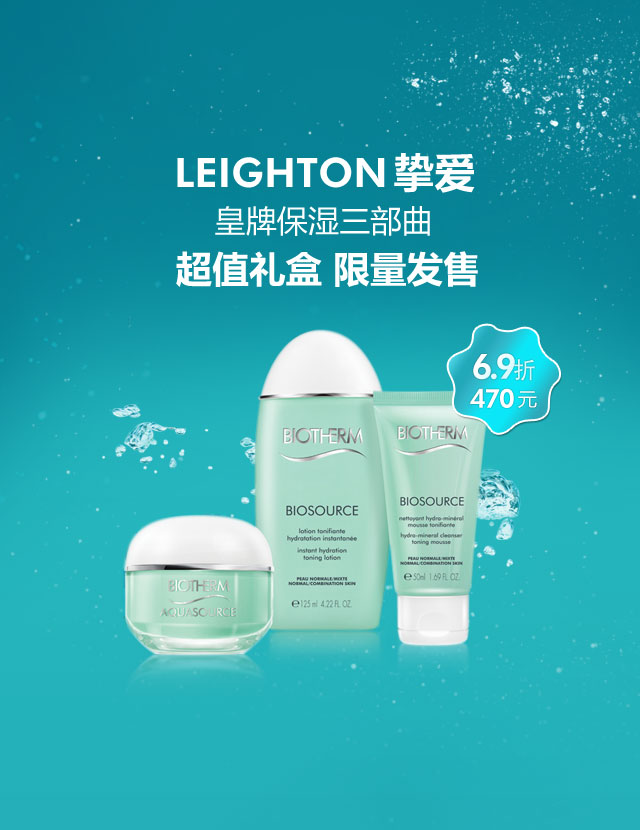 LEIGHTON 挚爱
皇牌保湿三部曲
超值礼盒 限量发售
6.9折
470元
BIOTHERM
BIOSOURCE
lotion tonifiante
hydratation instantanée
instant hydration
toning lotion
PEAU NORMALE/MIXTE
NORMAL/COMBINATION SKIN
℮125 ml 4.22 FL. OZ.
BIOTHERM
BIOSOURCE
nettoyant hydro-minéral
mousse tonifiante
hydro-mineral cleanser
toning mousse
PEAU NORMALE/MIXTE
NORMAL/COMBINATION SKIN
℮50ml 1.69 FL. OZ.
BIOTHERM
AQUASOURCE